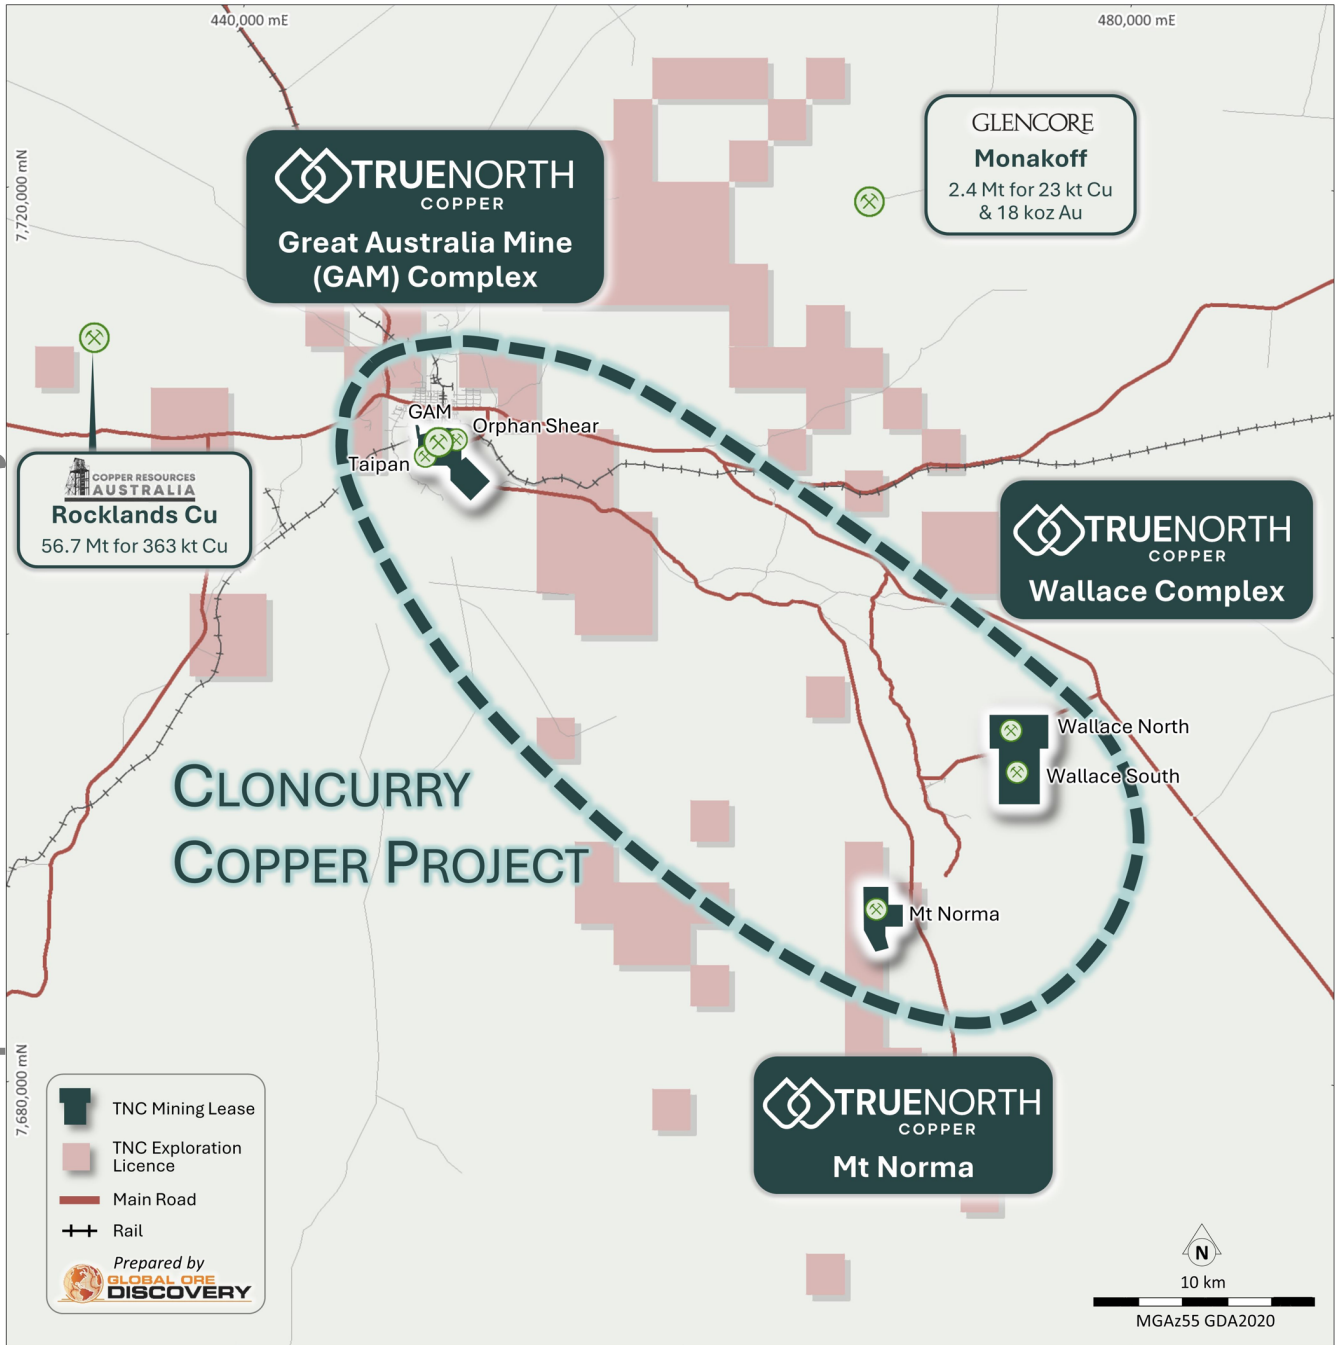 440,000 mE
480,000 mE
7,720,000 mN
TRUENORTH
COPPER
Great Australia Mine
(GAM) Complex
GLENCORE
Monakoff
2.4 Mt for 23 kt Cu
& 18 koz Au
GAM
Orphan Shear
Taipan
COPPER RESOURCES
AUSTRALIA
Rocklands Cu
56.7 Mt for 363 kt Cu
TRUENORTH
COPPER
Wallace Complex
Wallace North
Wallace South
CLONCURRY
COPPER PROJECT
Mt Norma
7,680,000 mN
TRUENORTH
COPPER
Mt Norma
TNC Mining Lease
TNC Exploration
Licence
Main Road
Rail
Prepared by
GLOBAL ORE
DISCOVERY
N
10 km
MGAz55 GDA2020